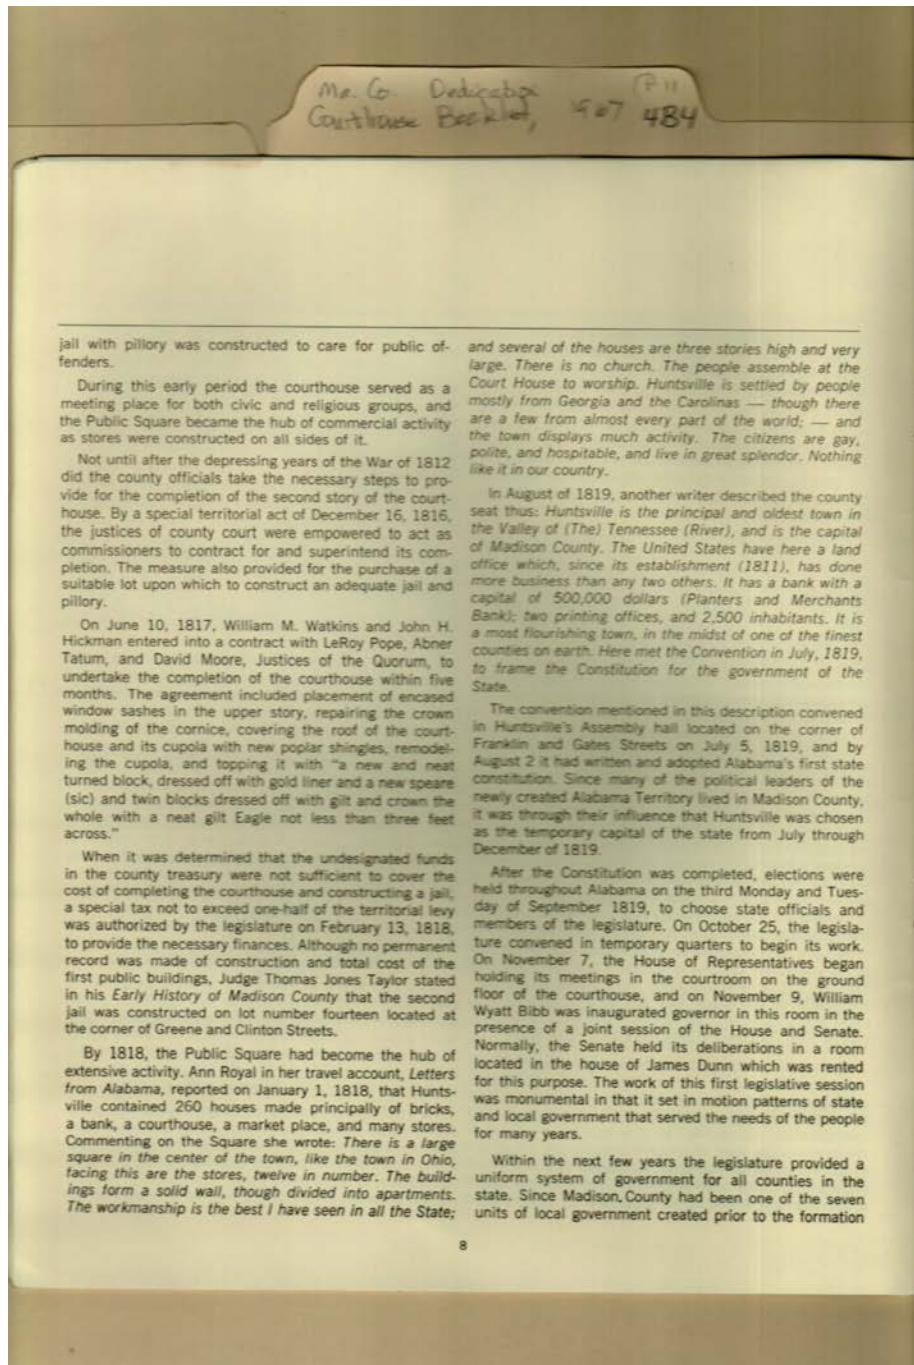 Ma. Co. Dedication (P 11)
Courthouse Booklet, 1967 484
jail with pillory was constructed to care for public of-
fenders.
During this early period the courthouse served as a
meeting place for both civic and religious groups, and
the Public Square became the hub of commercial activity
as stores were constructed on all sides of it.
Not until after the depressing years of the War of 1812
did the county officials take the necessary steps to pro-
vide for the completion of the second story of the court-
house. By a special territorial act of December 16, 1816,
the justices of county court were empowered to act as
commissioners to contract for and superintend its com-
pletion. The measure also provided for the purchase of a
suitable lot upon which to construct an adequate jail and
pillory.
On June 10, 1817, William M. Watkins and John H.
Hickman entered into a contract with LeRoy Pope, Abner
Tatum, and David Moore, Justices of the Quorum, to
undertake the completion of the courthouse within five
months. The agreement included placement of encased
window sashes in the upper story, repairing the crown
molding of the cornice, covering the roof of the court-
house and its cupola with new poplar shingles, remodel-
ing the cupola, and topping it with "a new and neat
turned block, dressed off with gold liner and a new speare
(sic) and twin blocks dressed off with gilt and crown the
whole with a neat gilt Eagle not less than three feet
across."
When it was determined that the undesignated funds
in the county treasury were not sufficient to cover the
cost of completing the courthouse and constructing a jail,
a special tax not to exceed one-half of the territorial levy
was authorized by the legislature on February 13, 1818,
to provide the necessary finances. Although no permanent
record was made of construction and total cost of the
first public buildings, Judge Thomas Jones Taylor stated
in his Early History of Madison County that the second
jail was constructed on lot number fourteen located at
the corner of Greene and Clinton Streets.
By 1818, the Public Square had become the hub of
extensive activity. Ann Royal in her travel account, Letters
from Alabama, reported on January 1, 1818, that Hunts-
ville contained 260 houses made principally of bricks,
a bank, a courthouse, a market place, and many stores.
Commenting on the Square she wrote: There is a large
square in the center of the town, like the town in Ohio,
facing this are the stores, twelve in number. The build-
ings form a solid wall, though divided into apartments.
The workmanship is the best I have seen in all the State;
and several of the houses are three stories high and very
large. There is no church. The people assemble at the
Court House to worship. Huntsville is settled by people
mostly from Georgia and the Carolinas — though there
are a few from almost every part of the world; — and
the town displays much activity. The citizens are gay,
polite, and hospitable, and live in great splendor. Nothing
like it in our country.
In August of 1819, another writer described the county
seat thus: Huntsville is the principal and oldest town in
the Valley of (The) Tennessee (River), and is the capital
of Madison County. The United States have here a land
office which, since its establishment (1811), has done
more business than any two others. It has a bank with a
capital of 500,000 dollars (Planters and Merchants
Bank); two printing offices, and 2,500 inhabitants. It is
a most flourishing town, in the midst of one of the finest
counties on earth. Here met the Convention in July, 1819,
to frame the Constitution for the government of the
State.
The convention mentioned in this description convened
in Huntsville's Assembly hall located on the corner of
Franklin and Gates Streets on July 5, 1819, and by
August 2 it had written and adopted Alabama's first state
constitution. Since many of the political leaders of the
newly created Alabama Territory lived in Madison County,
it was through their influence that Huntsville was chosen
as the temporary capital of the state from July through
December of 1819.
After the Constitution was completed, elections were
held throughout Alabama on the third Monday and Tues-
day of September 1819, to choose state officials and
members of the legislature. On October 25, the legisla-
ture convened in temporary quarters to begin its work.
On November 7, the House of Representatives began
holding its meetings in the courtroom on the ground
floor of the courthouse, and on November 9, William
Wyatt Bibb was inaugurated governor in this room in the
presence of a joint session of the House and Senate.
Normally, the Senate held its deliberations in a room
located in the house of James Dunn which was rented
for this purpose. The work of this first legislative session
was monumental in that it set in motion patterns of state
and local government that served the needs of the people
for many years.
Within the next few years the legislature provided a
uniform system of government for all counties in the
state. Since Madison County had been one of the seven
units of local government created prior to the formation
8